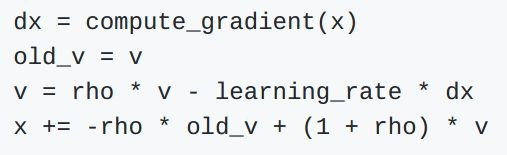 dx = compute_gradient(x)
old_v = v
v = rho * v - learning_rate * dx
x += -rho * old_v + (1 + rho) * v